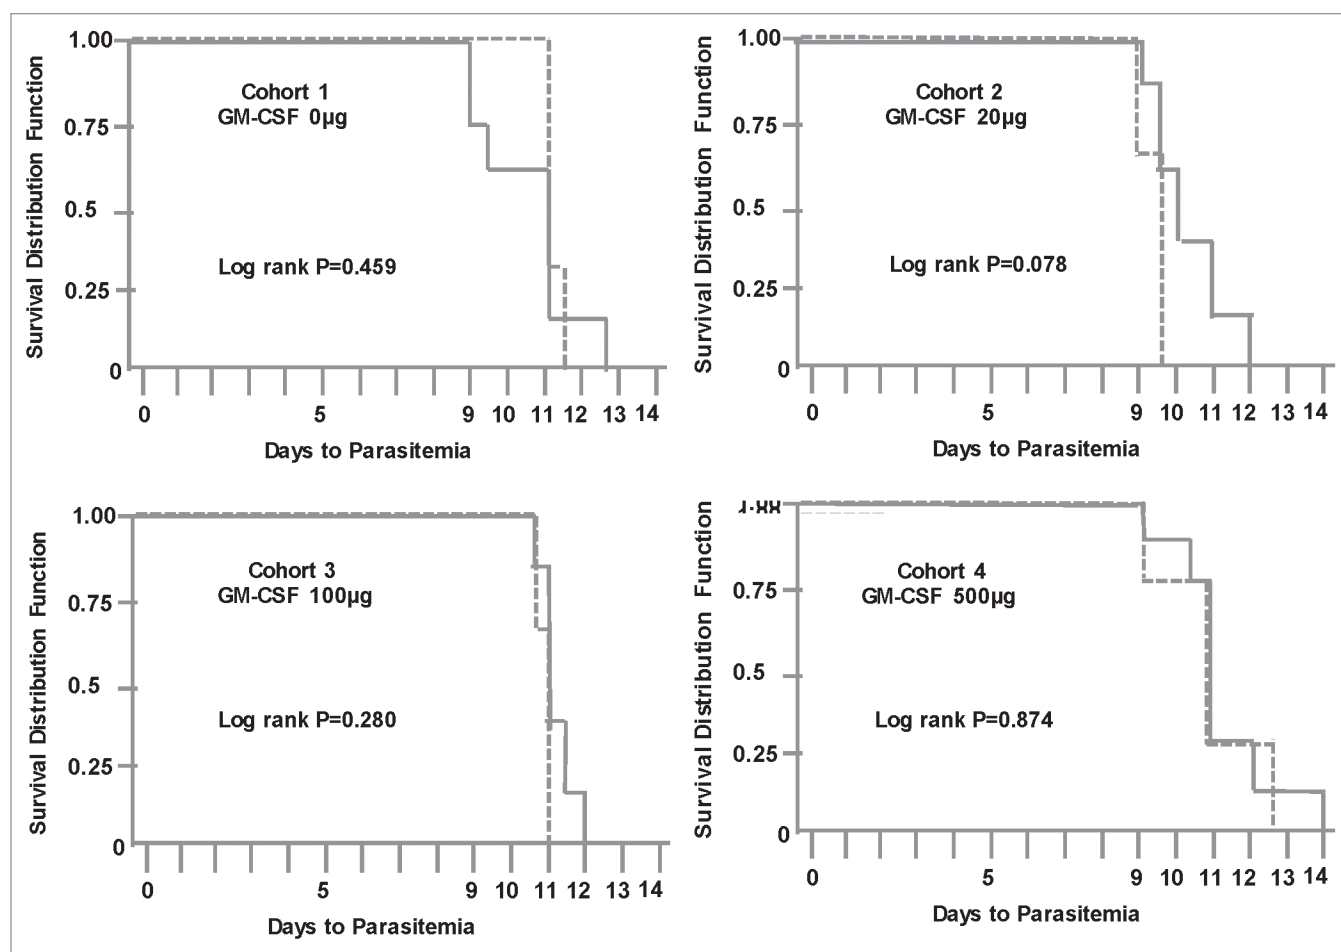 Survival Distribution Function
1.00
0.75
0.5
0.25
0
Cohort 1
GM-CSF 0µg
Log rank P=0.459
0 5 9 10 11 12 13 14
Days to Parasitemia
Survival Distribution Function
1.00
0.75
0.5
0.25
0
Cohort 2
GM-CSF 20µg
Log rank P=0.078
0 5 9 10 11 12 13 14
Days to Parasitemia
Survival Distribution Function
1.00
0.75
0.5
0.25
0
Cohort 3
GM-CSF 100µg
Log rank P=0.280
0 5 9 10 11 12 13 14
Days to Parasitemia
Survival Distribution Function
0.75
0.5
0.25
0
Cohort 4
GM-CSF 500µg
Log rank P=0.874
0 5 9 10 11 12 13 14
Days to Parasitemia